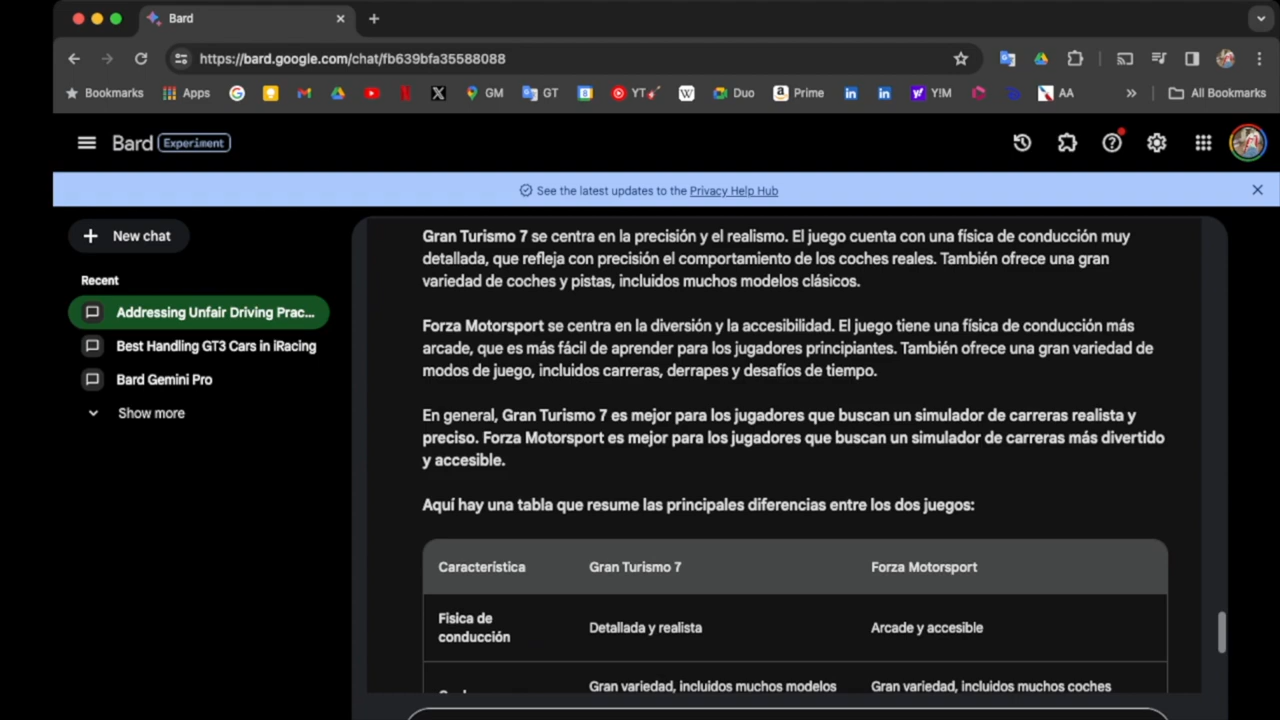 Bard
https://bard.google.com/chat/fb639bfa35588088
Bookmarks Apps GM GT YT Duo Prime Y!M AA » All Bookmarks
Bard Experiment
See the latest updates to the Privacy Help Hub
New chat
Recent
Addressing Unfair Driving Prac...
Best Handling GT3 Cars in iRacing
Bard Gemini Pro
Show more
Gran Turismo 7 se centra en la precisión y el realismo. El juego cuenta con una física de conducción muy
detallada, que refleja con precisión el comportamiento de los coches reales. También ofrece una gran
variedad de coches y pistas, incluidos muchos modelos clásicos.
Forza Motorsport se centra en la diversión y la accesibilidad. El juego tiene una física de conducción más
arcade, que es más fácil de aprender para los jugadores principiantes. También ofrece una gran variedad de
modos de juego, incluidos carreras, derrapes y desafíos de tiempo.
En general, Gran Turismo 7 es mejor para los jugadores que buscan un simulador de carreras realista y
preciso. Forza Motorsport es mejor para los jugadores que buscan un simulador de carreras más divertido
y accesible.
Aquí hay una tabla que resume las principales diferencias entre los dos juegos:
Característica Gran Turismo 7 Forza Motorsport
Física de
conducción
Detallada y realista Arcade y accesible
Gran variedad, incluidos muchos modelos Gran variedad, incluidos muchos coches